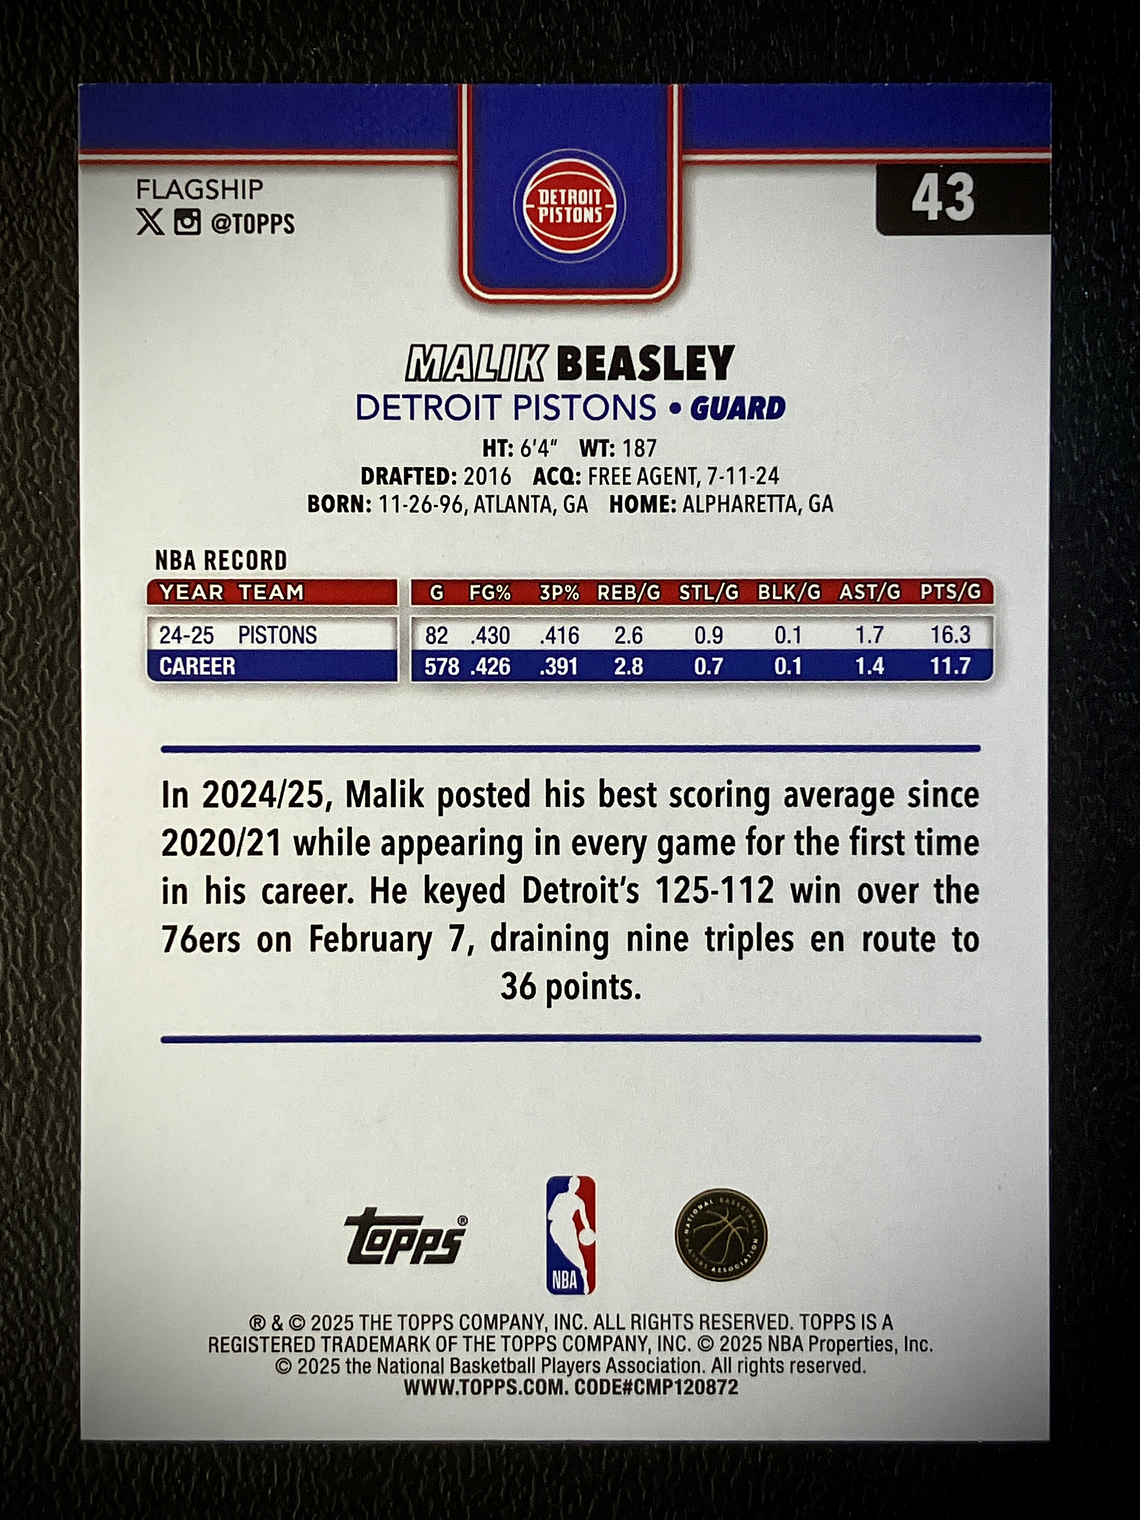 DETROIT
PISTONS
FLAGSHIP
@TOPPS
43
MALIK BEASLEY
DETROIT PISTONS • GUARD
HT: 6'4" WT: 187
DRAFTED: 2016 ACQ: FREE AGENT, 7-11-24
BORN: 11-26-96, ATLANTA, GA HOME: ALPHARETTA, GA
NBA RECORD
YEAR TEAM G FG% 3P% REB/G STL/G BLK/G AST/G PTS/G
24-25 PISTONS 82 .430 .416 2.6 0.9 0.1 1.7 16.3
CAREER 578 .426 .391 2.8 0.7 0.1 1.4 11.7
In 2024/25, Malik posted his best scoring average since
2020/21 while appearing in every game for the first time
in his career. He keyed Detroit's 125-112 win over the
76ers on February 7, draining nine triples en route to
36 points.
Topps®
NBA
NATIONAL BASKETBALL PLAYERS ASSOCIATION
® & © 2025 THE TOPPS COMPANY, INC. ALL RIGHTS RESERVED. TOPPS IS A
REGISTERED TRADEMARK OF THE TOPPS COMPANY, INC. © 2025 NBA Properties, Inc.
© 2025 the National Basketball Players Association. All rights reserved.
WWW.TOPPS.COM. CODE#CMP120872